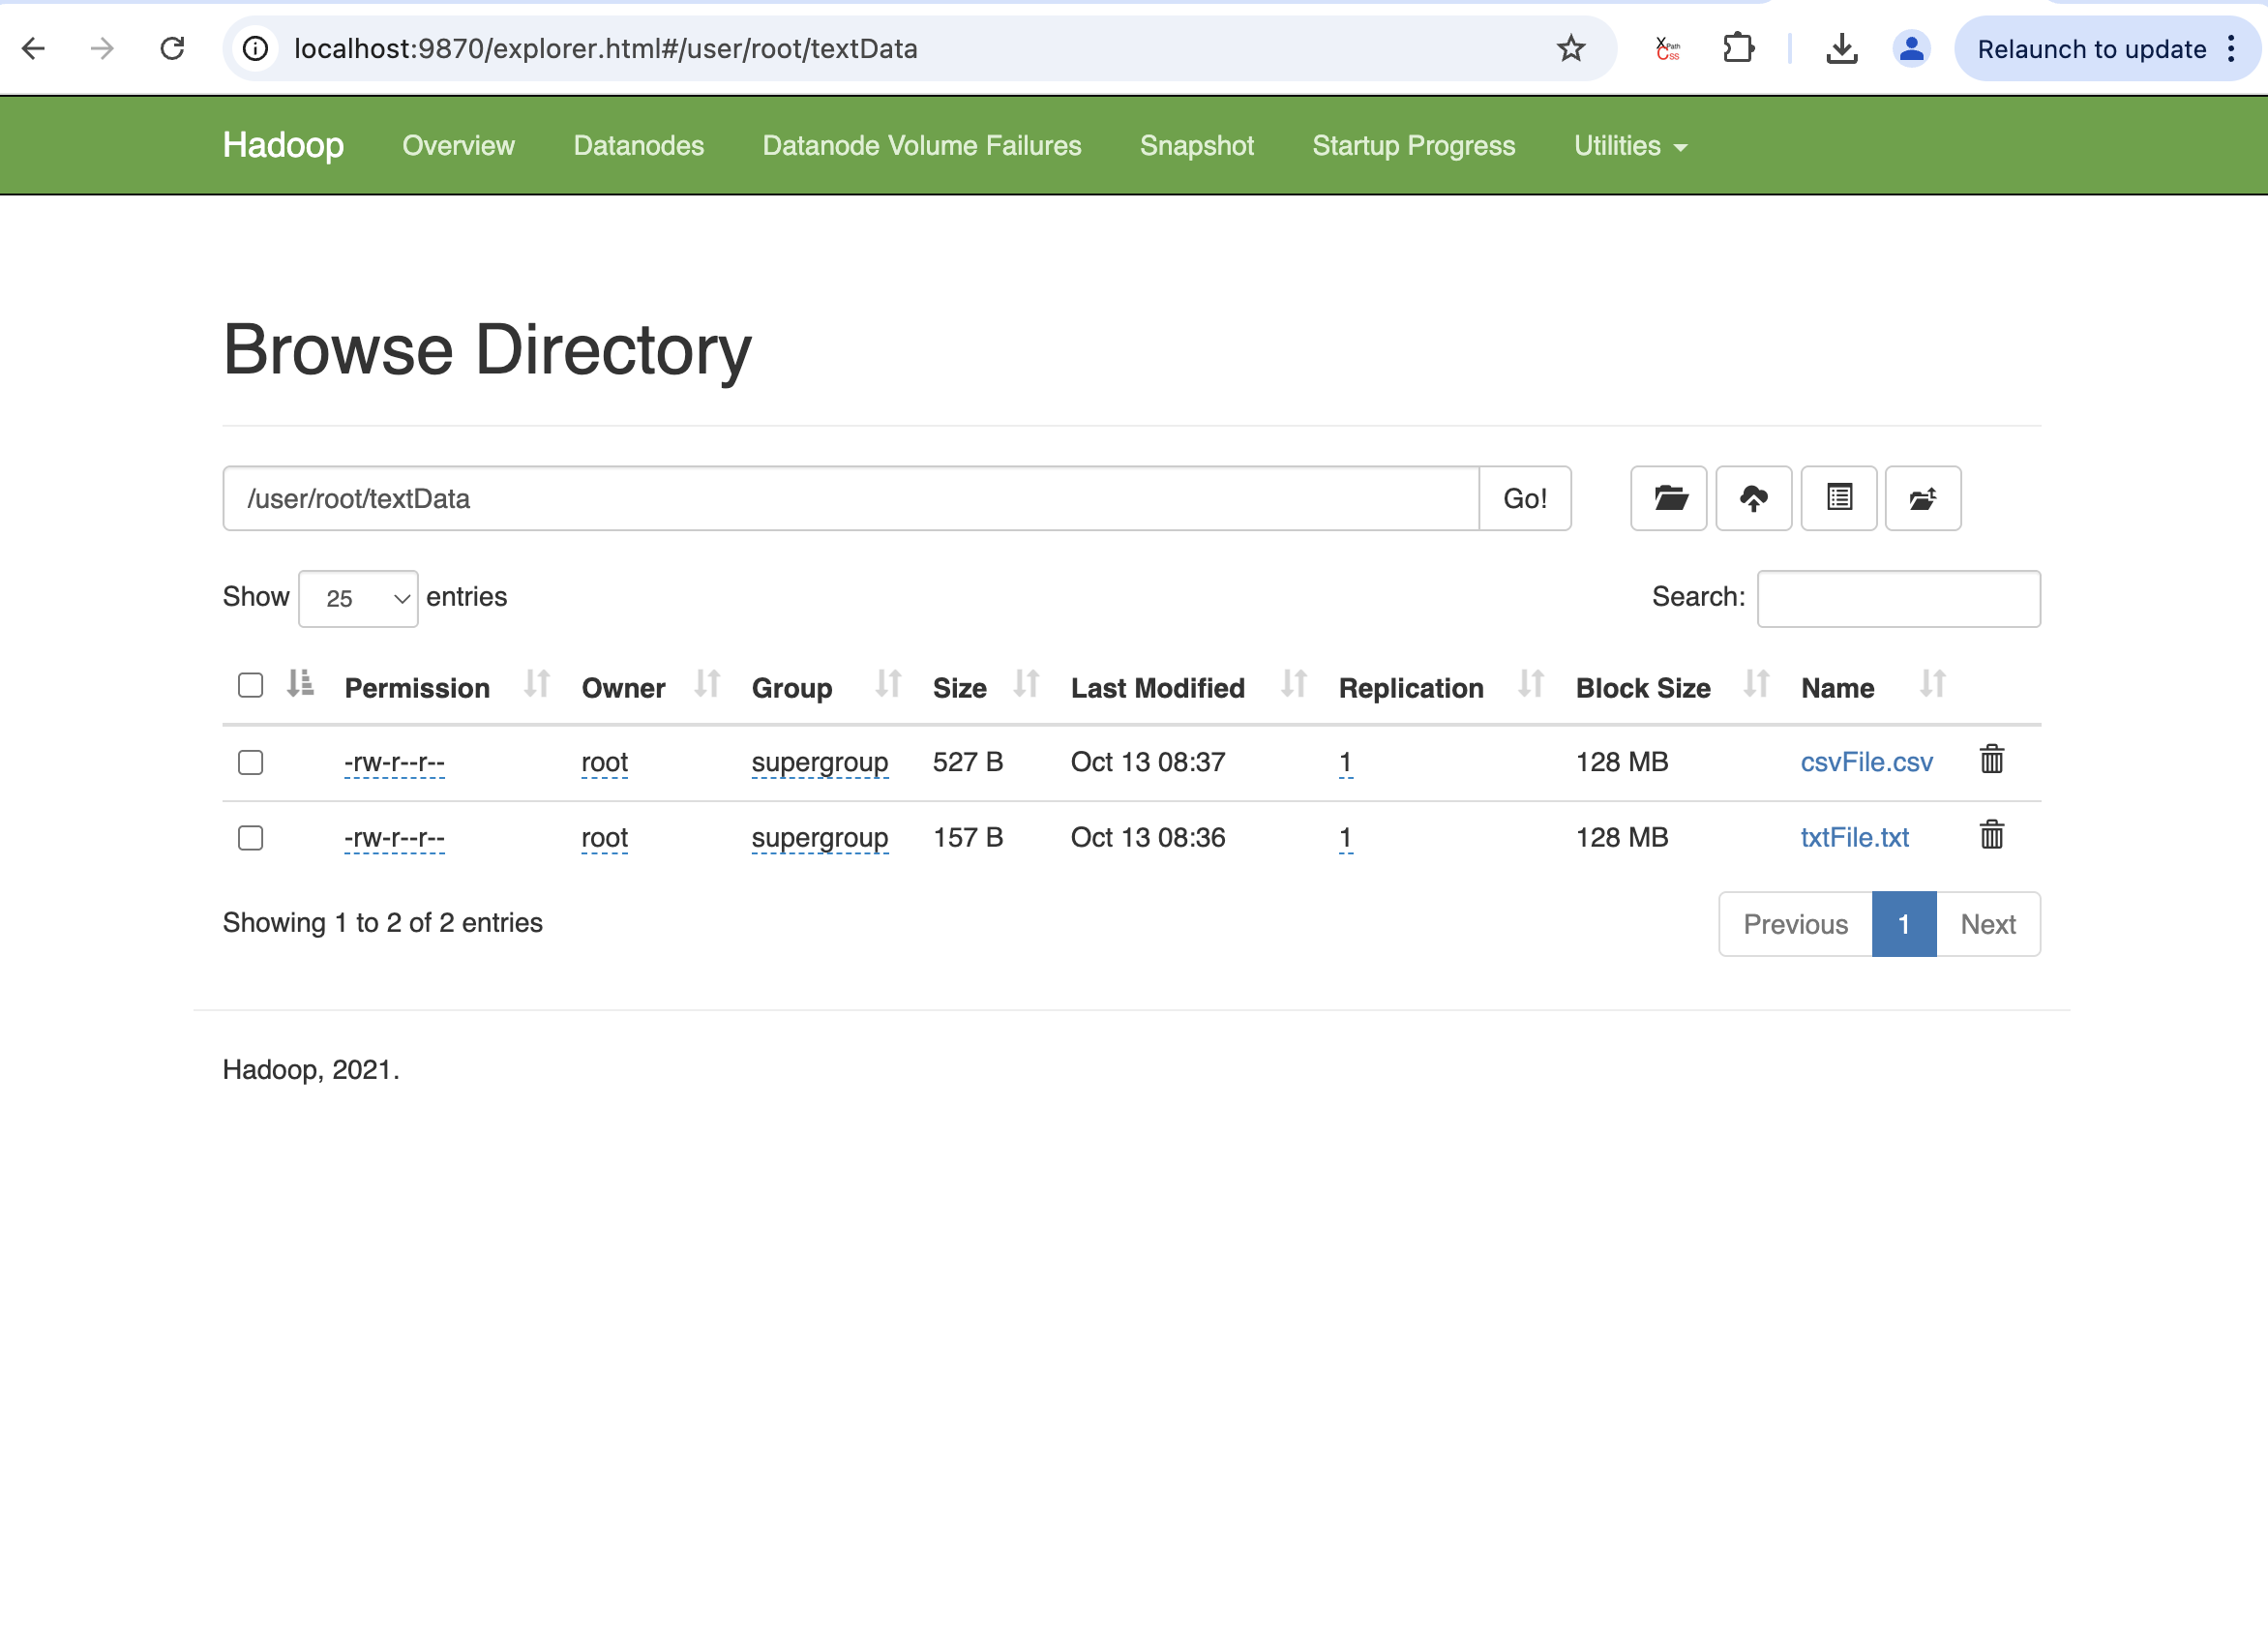 localhost:9870/explorer.html#/user/root/textData
XPath
Css
Relaunch to update
Hadoop Overview Datanodes Datanode Volume Failures Snapshot Startup Progress Utilities
Browse Directory
/user/root/textData Go!
Show 25 entries Search:
Permission Owner Group Size Last Modified Replication Block Size Name
-rw-r--r-- root supergroup 527 B Oct 13 08:37 1 128 MB csvFile.csv
-rw-r--r-- root supergroup 157 B Oct 13 08:36 1 128 MB txtFile.txt
Showing 1 to 2 of 2 entries Previous 1 Next
Hadoop, 2021.